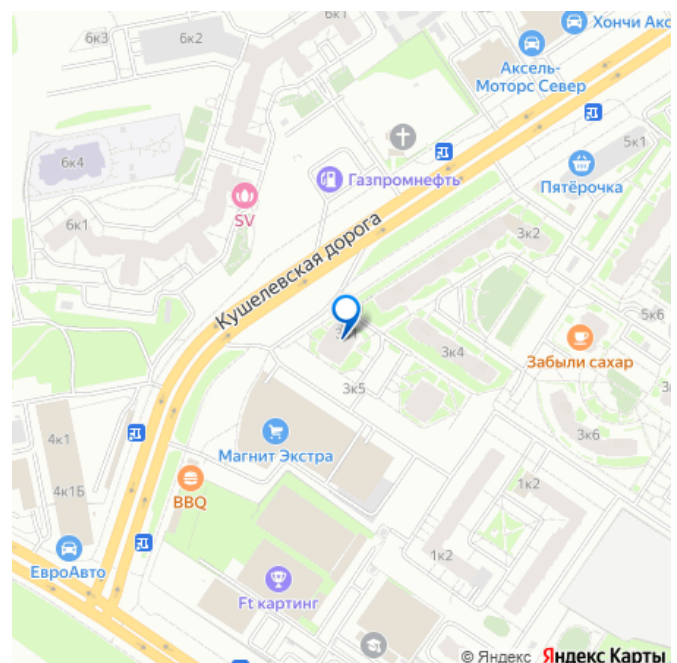 6к1
6к3
6к2
Хончи Акс
Аксель-
Моторс Север
5к1
6к4
Газпромнефть
Пятёрочка
SV
6к1
Кушелевская дорога
3к2
5к6
3к4
Забыли сахар
3к5
3к6
4к1
Магнит Экстра
1к2
4к1Б
BBQ
1к2
ЕвроАвто
Ft картинг
© Яндекс Яндекс Карты